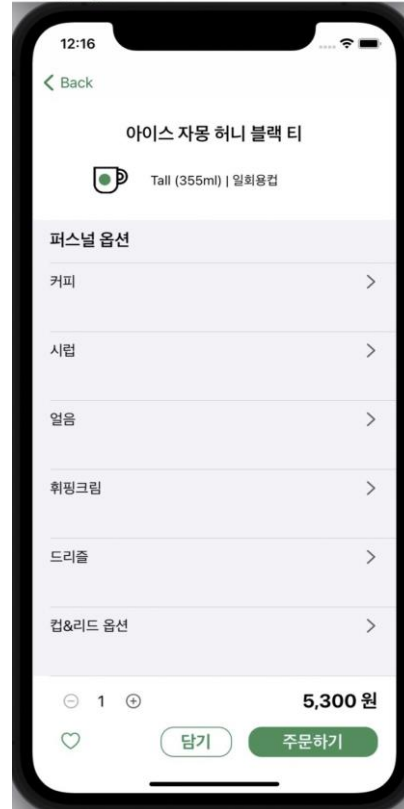 12:16
Back
아이스 자몽 허니 블랙 티
Tall (355ml) | 일회용컵
퍼스널 옵션
커피
시럽
얼음
휘핑크림
드리즐
컵&리드 옵션
1
5,300 원
담기
주문하기